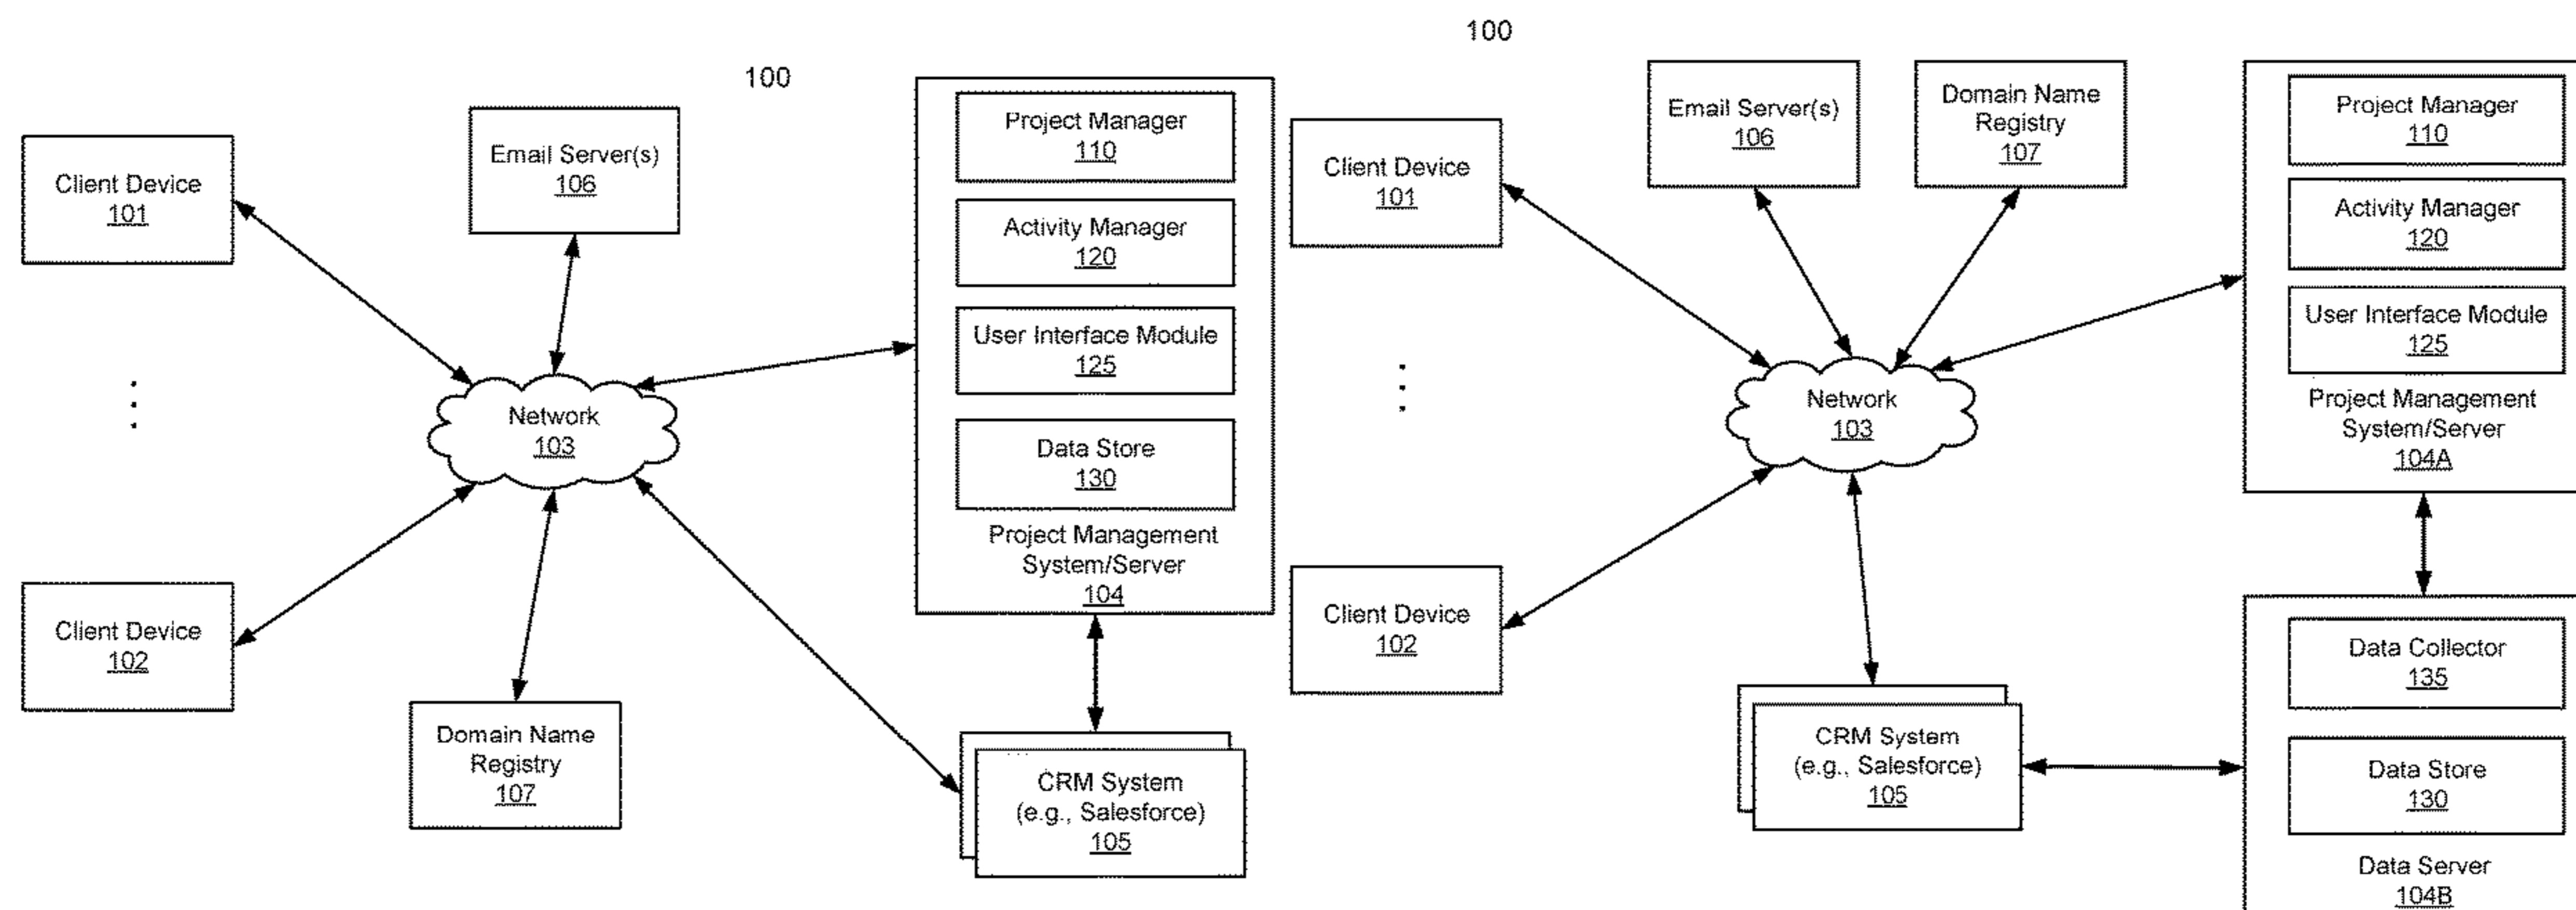 100
Client Device
101
Email Server(s)
106
Project Manager
110
Activity Manager
120
User Interface Module
125
Data Store
130
Project Management
System/Server
104
Network
103
Client Device
102
Domain Name
Registry
107
CRM System
(e.g., Salesforce)
105
100
Client Device
101
Email Server(s)
106
Domain Name
Registry
107
Project Manager
110
Activity Manager
120
User Interface Module
125
Project Management
System/Server
104A
Network
103
Client Device
102
CRM System
(e.g., Salesforce)
105
Data Collector
135
Data Store
130
Data Server
104B